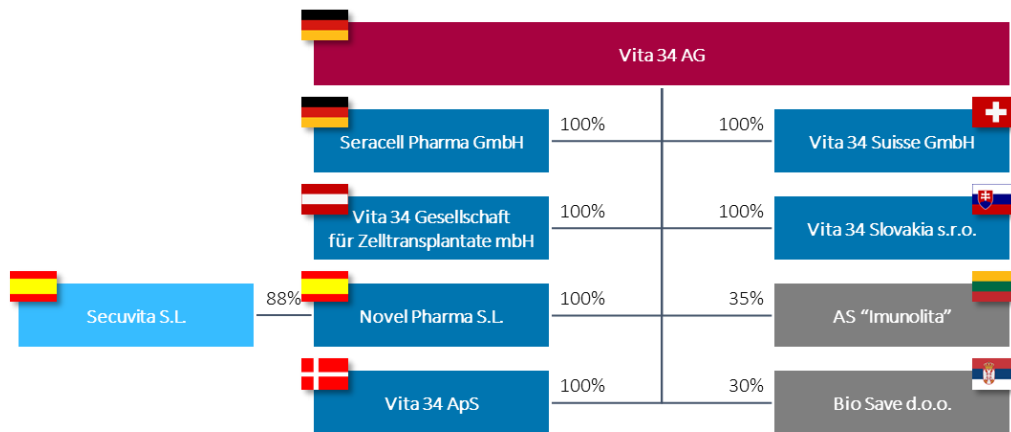 Vita 34 AG
Seracell Pharma GmbH
100%
100%
Vita 34 Suisse GmbH
Vita 34 Gesellschaft
für Zelltransplantate mbH
100%
100%
Vita 34 Slovakia s.r.o.
Secuvita S.L.
88%
Novel Pharma S.L.
100%
35%
AS “Imunolita”
Vita 34 ApS
100%
30%
Bio Save d.o.o.